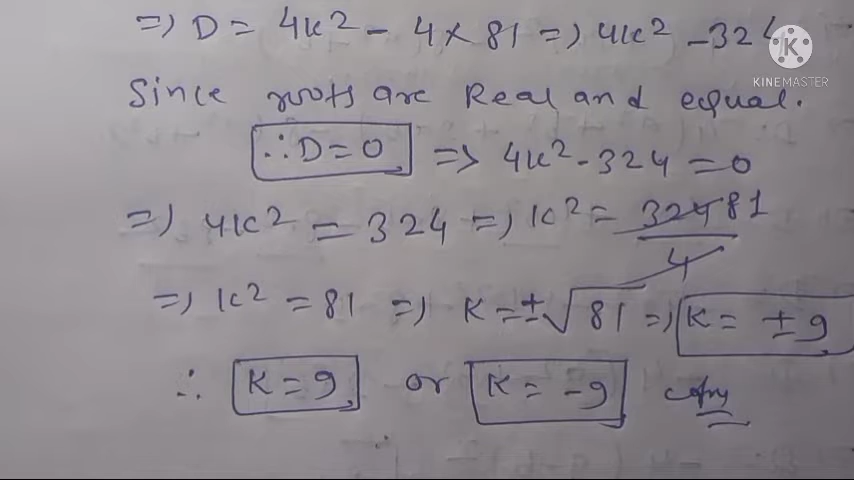 => D = 4k² - 4 × 81 => 4k² - 324
K
KINEMASTER
Since roots are Real and equal.
∴ D = 0 => 4k² - 324 = 0
=> 4k² = 324 => k² = 324 81 / 4
=> k² = 81 => K = ±√81 => K = ±9
∴ K = 9 or K = -9 Ans